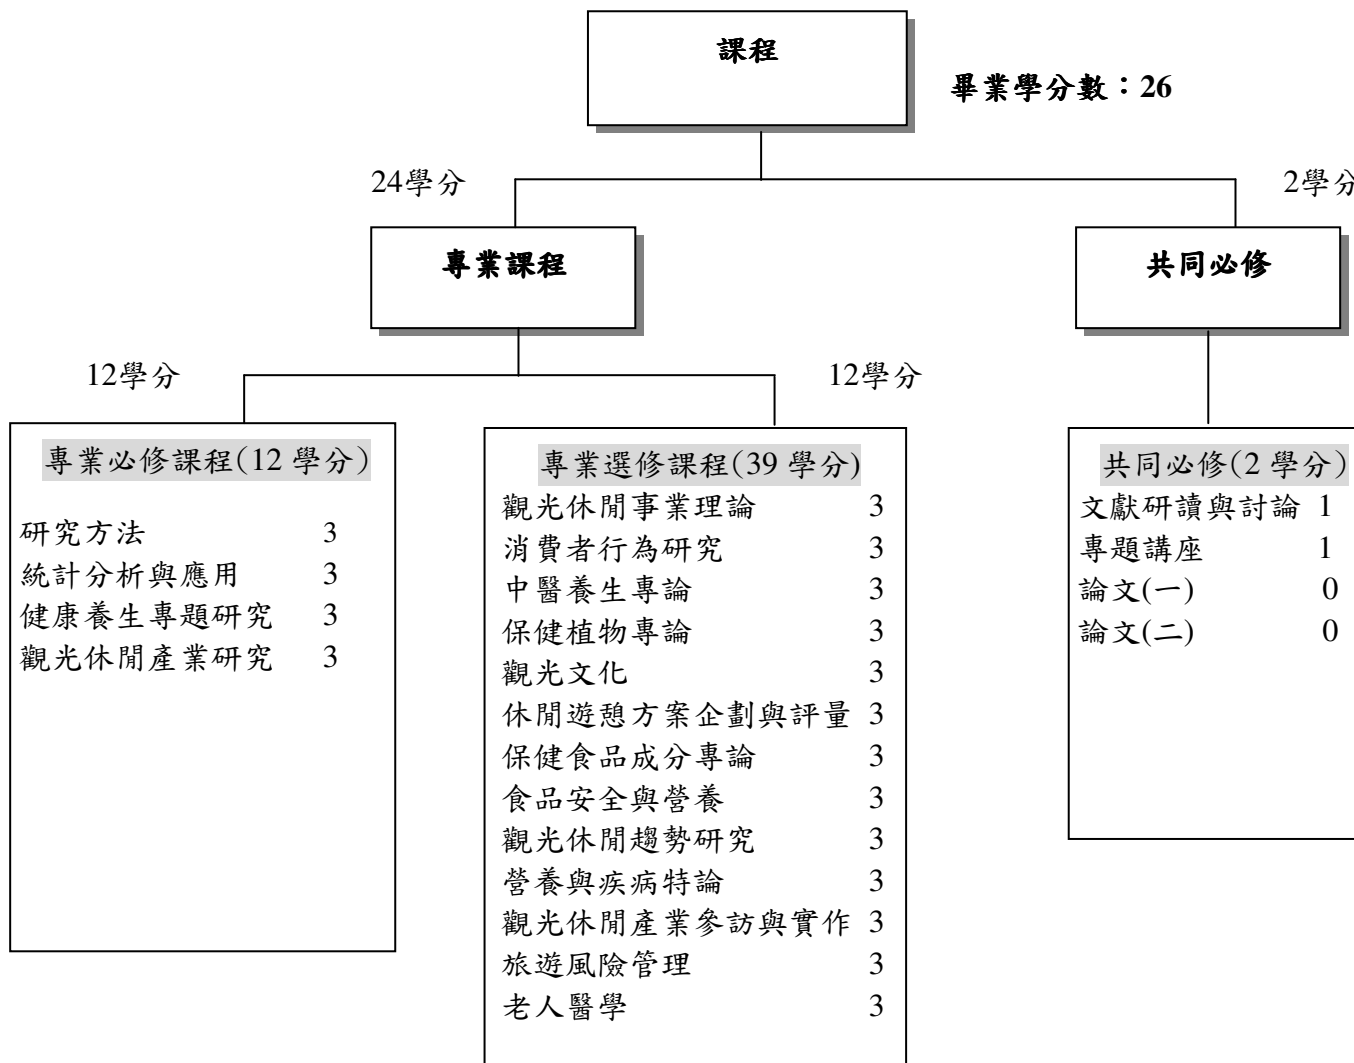 課程
畢業學分數：26
24學分
2學分
專業課程
共同必修
12學分
12學分
專業必修課程(12 學分)
研究方法 3
統計分析與應用 3
健康養生專題研究 3
觀光休閒產業研究 3
專業選修課程(39 學分)
觀光休閒事業理論 3
消費者行為研究 3
中醫養生專論 3
保健植物專論 3
觀光文化 3
休閒遊憩方案企劃與評量 3
保健食品成分專論 3
食品安全與營養 3
觀光休閒趨勢研究 3
營養與疾病特論 3
觀光休閒產業參訪與實作 3
旅遊風險管理 3
老人醫學 3
共同必修(2 學分)
文獻研讀與討論 1
專題講座 1
論文(一) 0
論文(二) 0